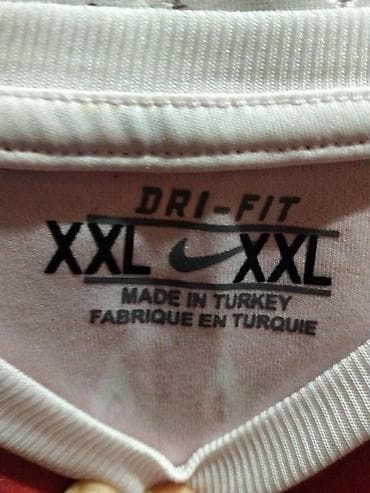 DRI-FIT
XXL XXL
MADE IN TURKEY
FABRIQUE EN TURQUIE